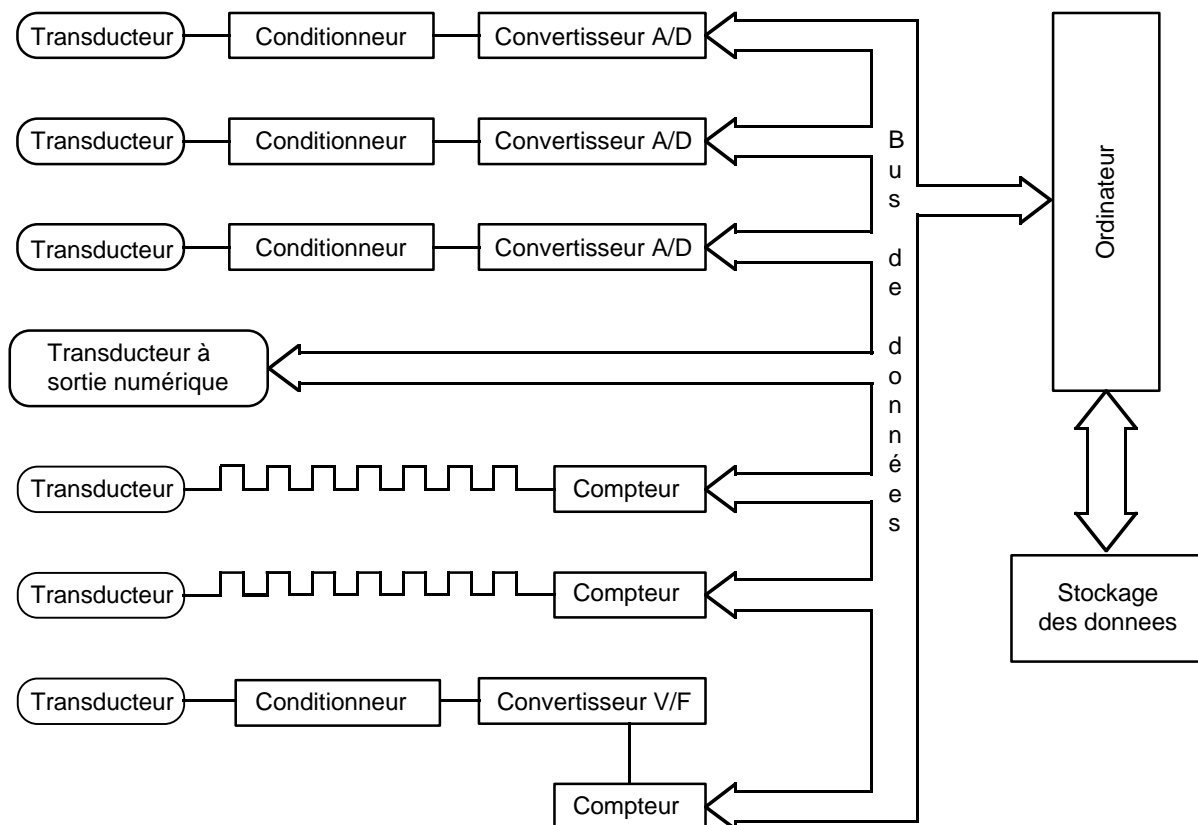 Transducteur
Conditionneur
Convertisseur A/D
Transducteur
Conditionneur
Convertisseur A/D
Transducteur
Conditionneur
Convertisseur A/D
Transducteur à
sortie numérique
Transducteur
Compteur
Transducteur
Compteur
Transducteur
Conditionneur
Convertisseur V/F
Compteur
Bus de données
Ordinateur
Stockage
des donnees